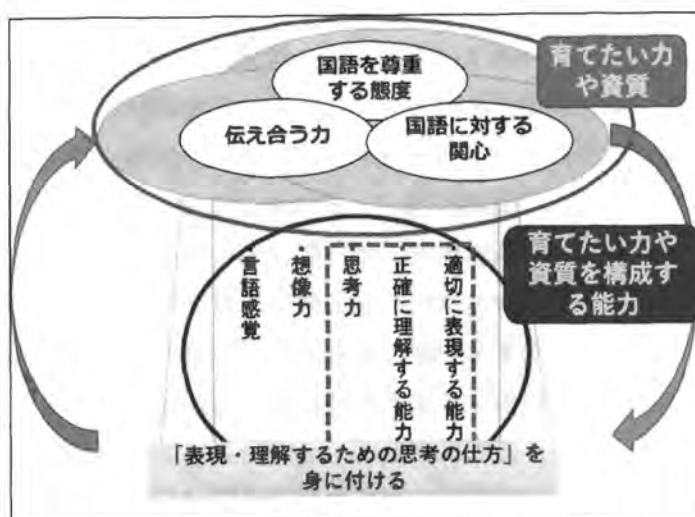 育てたい力
や資質
国語を尊重
する態度
伝え合う力
国語に対する
関心
育てたい力や
資質を構成す
る能力
・適切に表現する能力
・正確に理解する能力
・思考力
・想像力
・言語感覚
「表現・理解するための思考の仕方」を
身に付ける